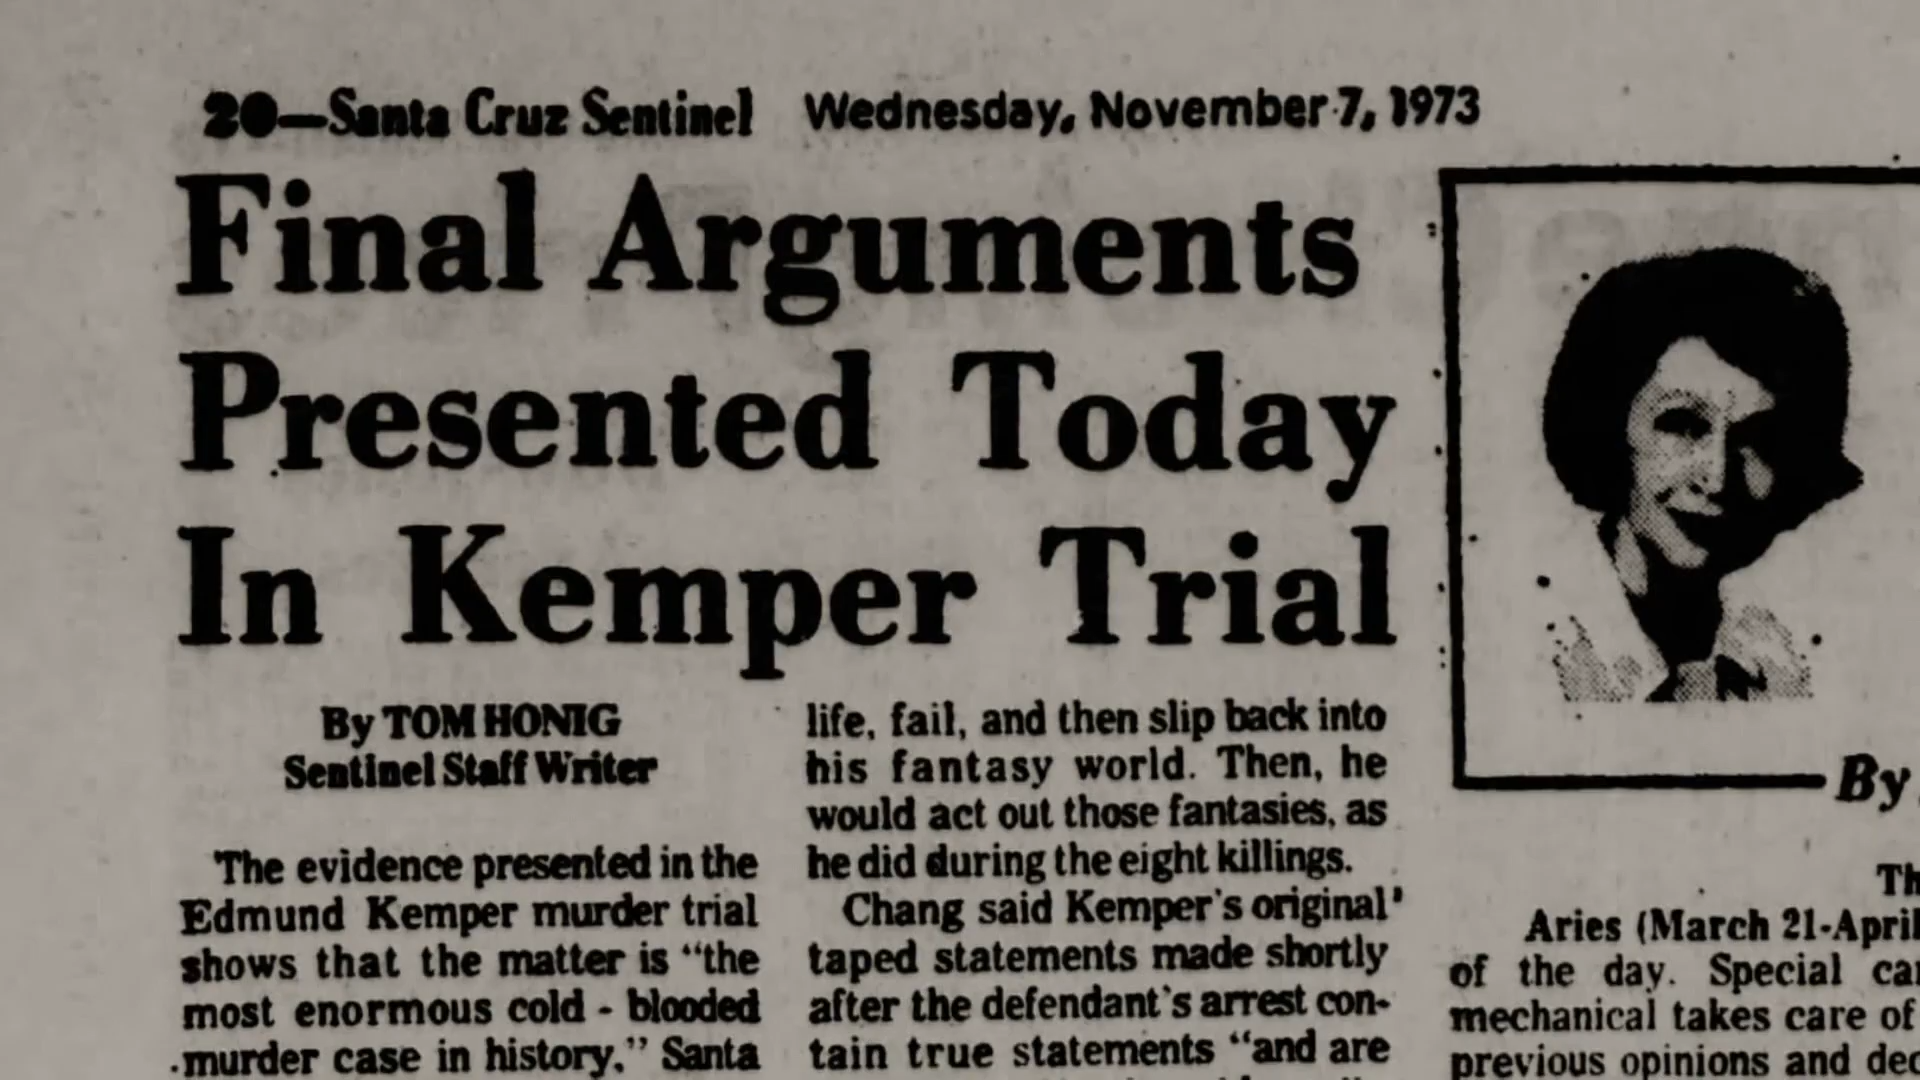 20—Santa Cruz Sentinel Wednesday, November 7, 1973
Final Arguments
Presented Today
In Kemper Trial
By TOM HONIG
Sentinel Staff Writer
The evidence presented in the
Edmund Kemper murder trial
shows that the matter is “the
most enormous cold - blooded
murder case in history,” Santa
life, fail, and then slip back into
his fantasy world. Then, he
would act out those fantasies, as
he did during the eight killings.
Chang said Kemper's original
taped statements made shortly
after the defendant's arrest con-
tain true statements “and are
By
Th
Aries (March 21-April
of the day. Special car
mechanical takes care of
previous opinions and dec